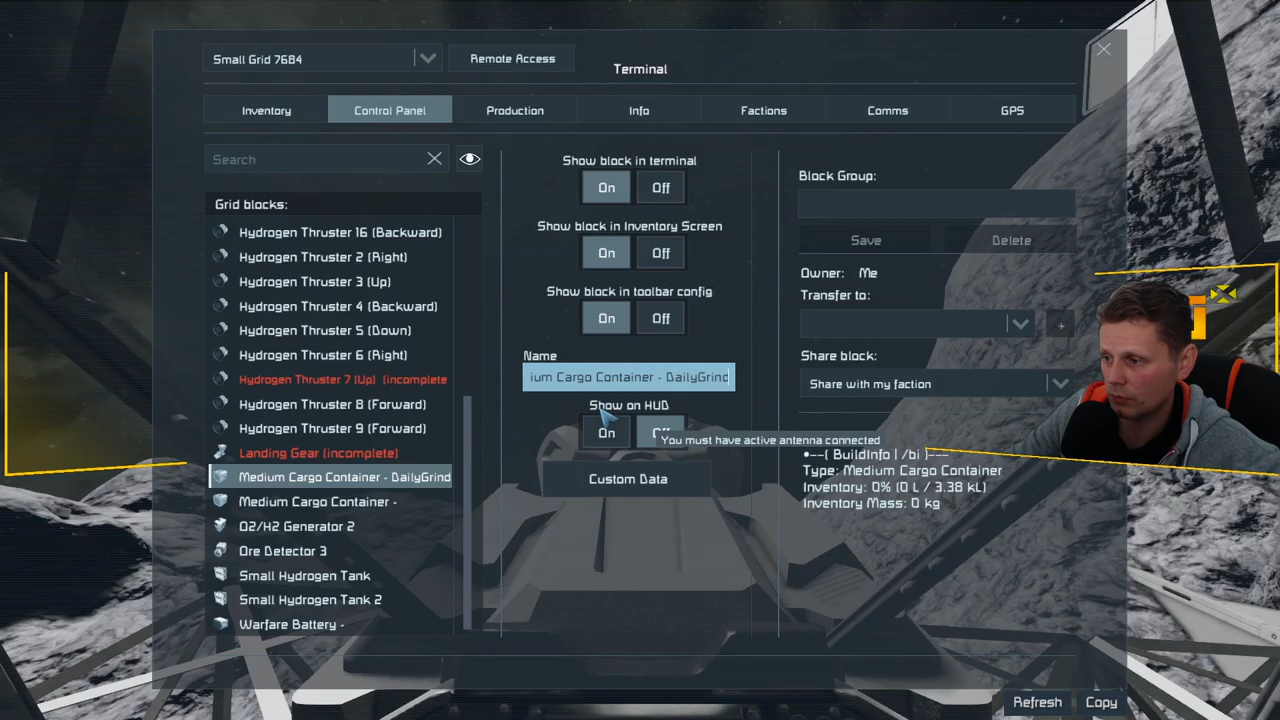 Small Grid 7684
Remote Access
Terminal
Inventory
Control Panel
Production
Info
Factions
Comms
GPS
Search
Grid blocks:
Hydrogen Thruster 16 (Backward)
Hydrogen Thruster 2 (Right)
Hydrogen Thruster 3 (Up)
Hydrogen Thruster 4 (Backward)
Hydrogen Thruster 5 (Down)
Hydrogen Thruster 6 (Right)
Hydrogen Thruster 7 (Up) (incomplete
Hydrogen Thruster 8 (Forward)
Hydrogen Thruster 9 (Forward)
Landing Gear (incomplete)
Medium Cargo Container - DailyGrind
Medium Cargo Container -
O2/H2 Generator 2
Ore Detector 3
Small Hydrogen Tank
Small Hydrogen Tank 2
Warfare Battery -
Show block in terminal
On
Off
Show block in Inventory Screen
On
Off
Show block in toolbar config
On
Off
Name
ium Cargo Container - DailyGrind
Show on HUD
On
You must have active antenna connected
Custom Data
Block Group:
Save
Delete
Owner: Me
Transfer to:
+
Share block:
Share with my faction
•--( BuildInfo | /bi )---
Type: Medium Cargo Container
Inventory: 0% (0 L / 3.38 kL)
Inventory Mass: 0 kg
Refresh
Copy